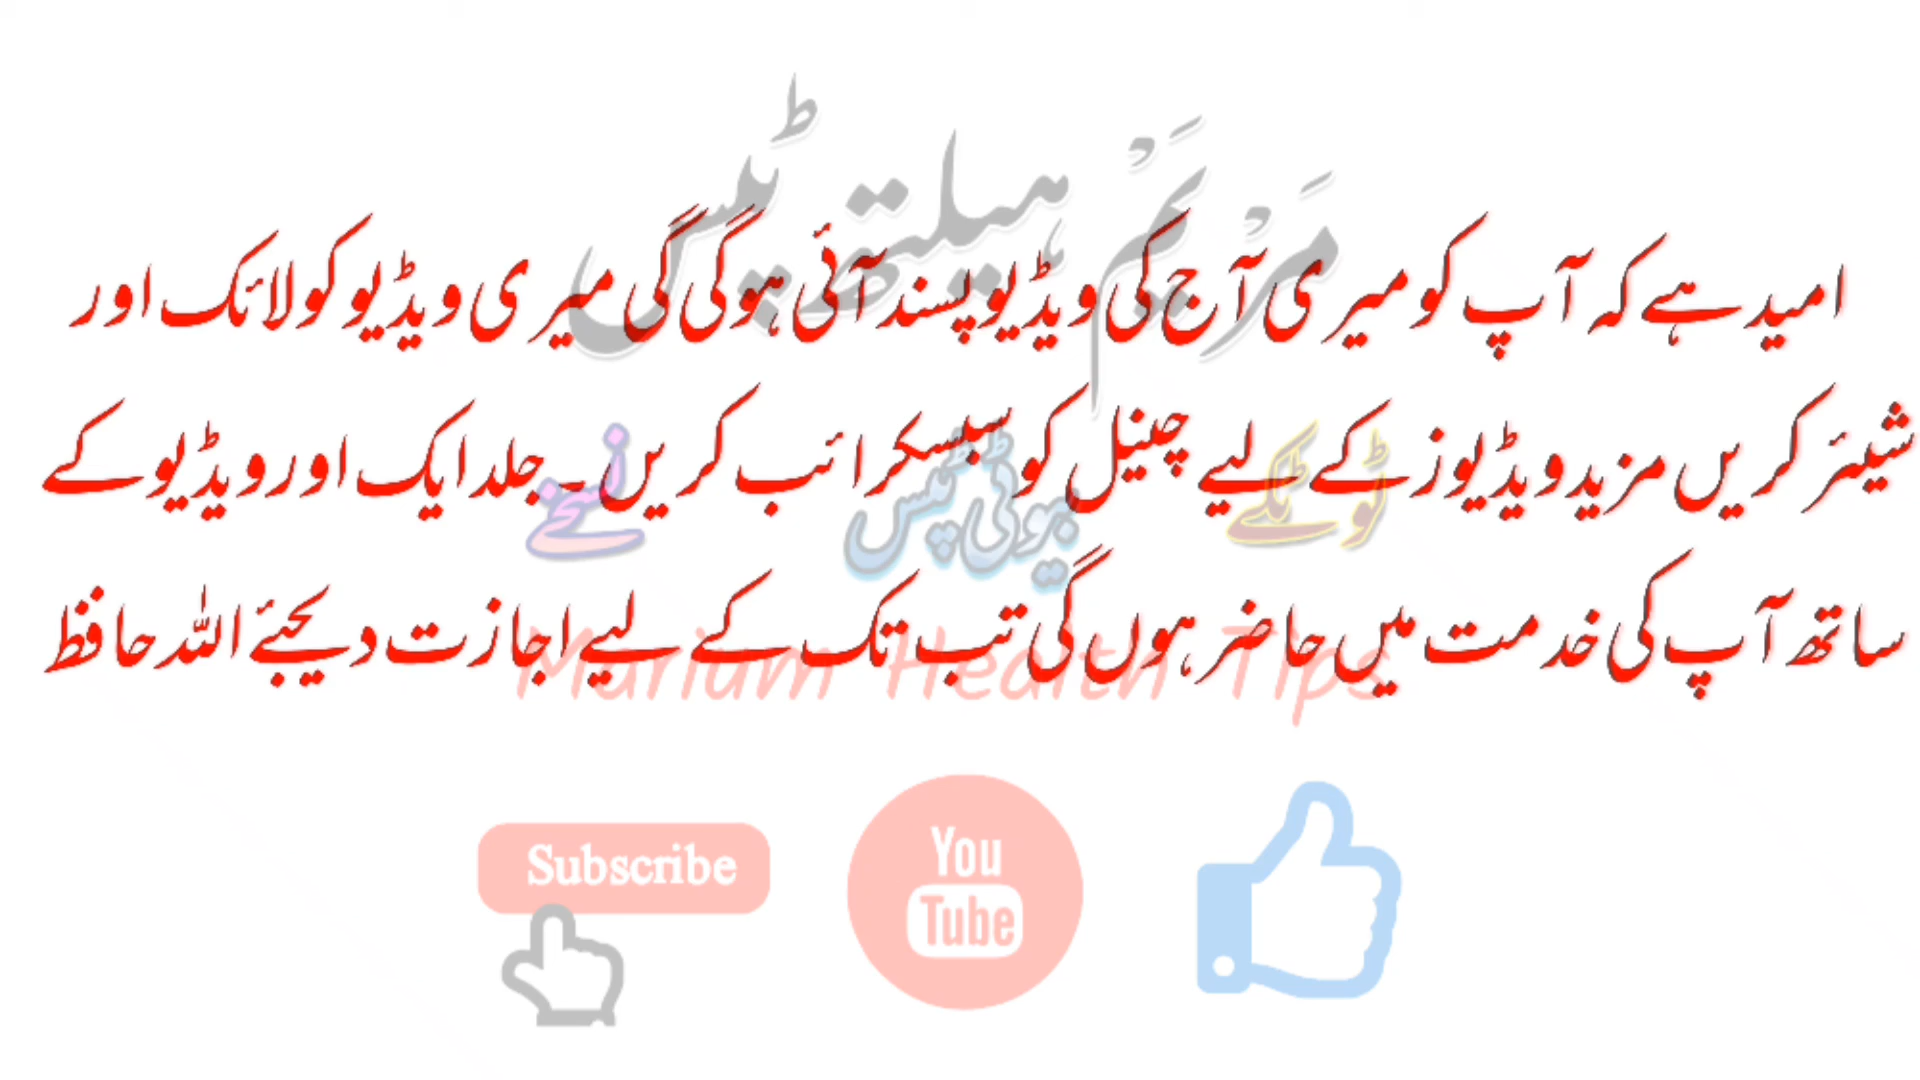 مَریَمْ ہیلتھ ٹپس
امید ہے کہ آپ کو میری آج کی ویڈیو پسند آئی ہوگی گی میری ویڈیو کو لائک اور
شیئر کریں مزید ویڈیوز کے لیے چینل کو سبسکرائب کریں۔ جلد ایک اور ویڈیو کے
ٹوٹکے بیوٹی ٹپس نسخے
ساتھ آپ کی خدمت میں حاضر ہوں گی تب تک کے لیے اجازت دیجئے اللہ حافظ
Marium Health Tips
Subscribe
You
Tube